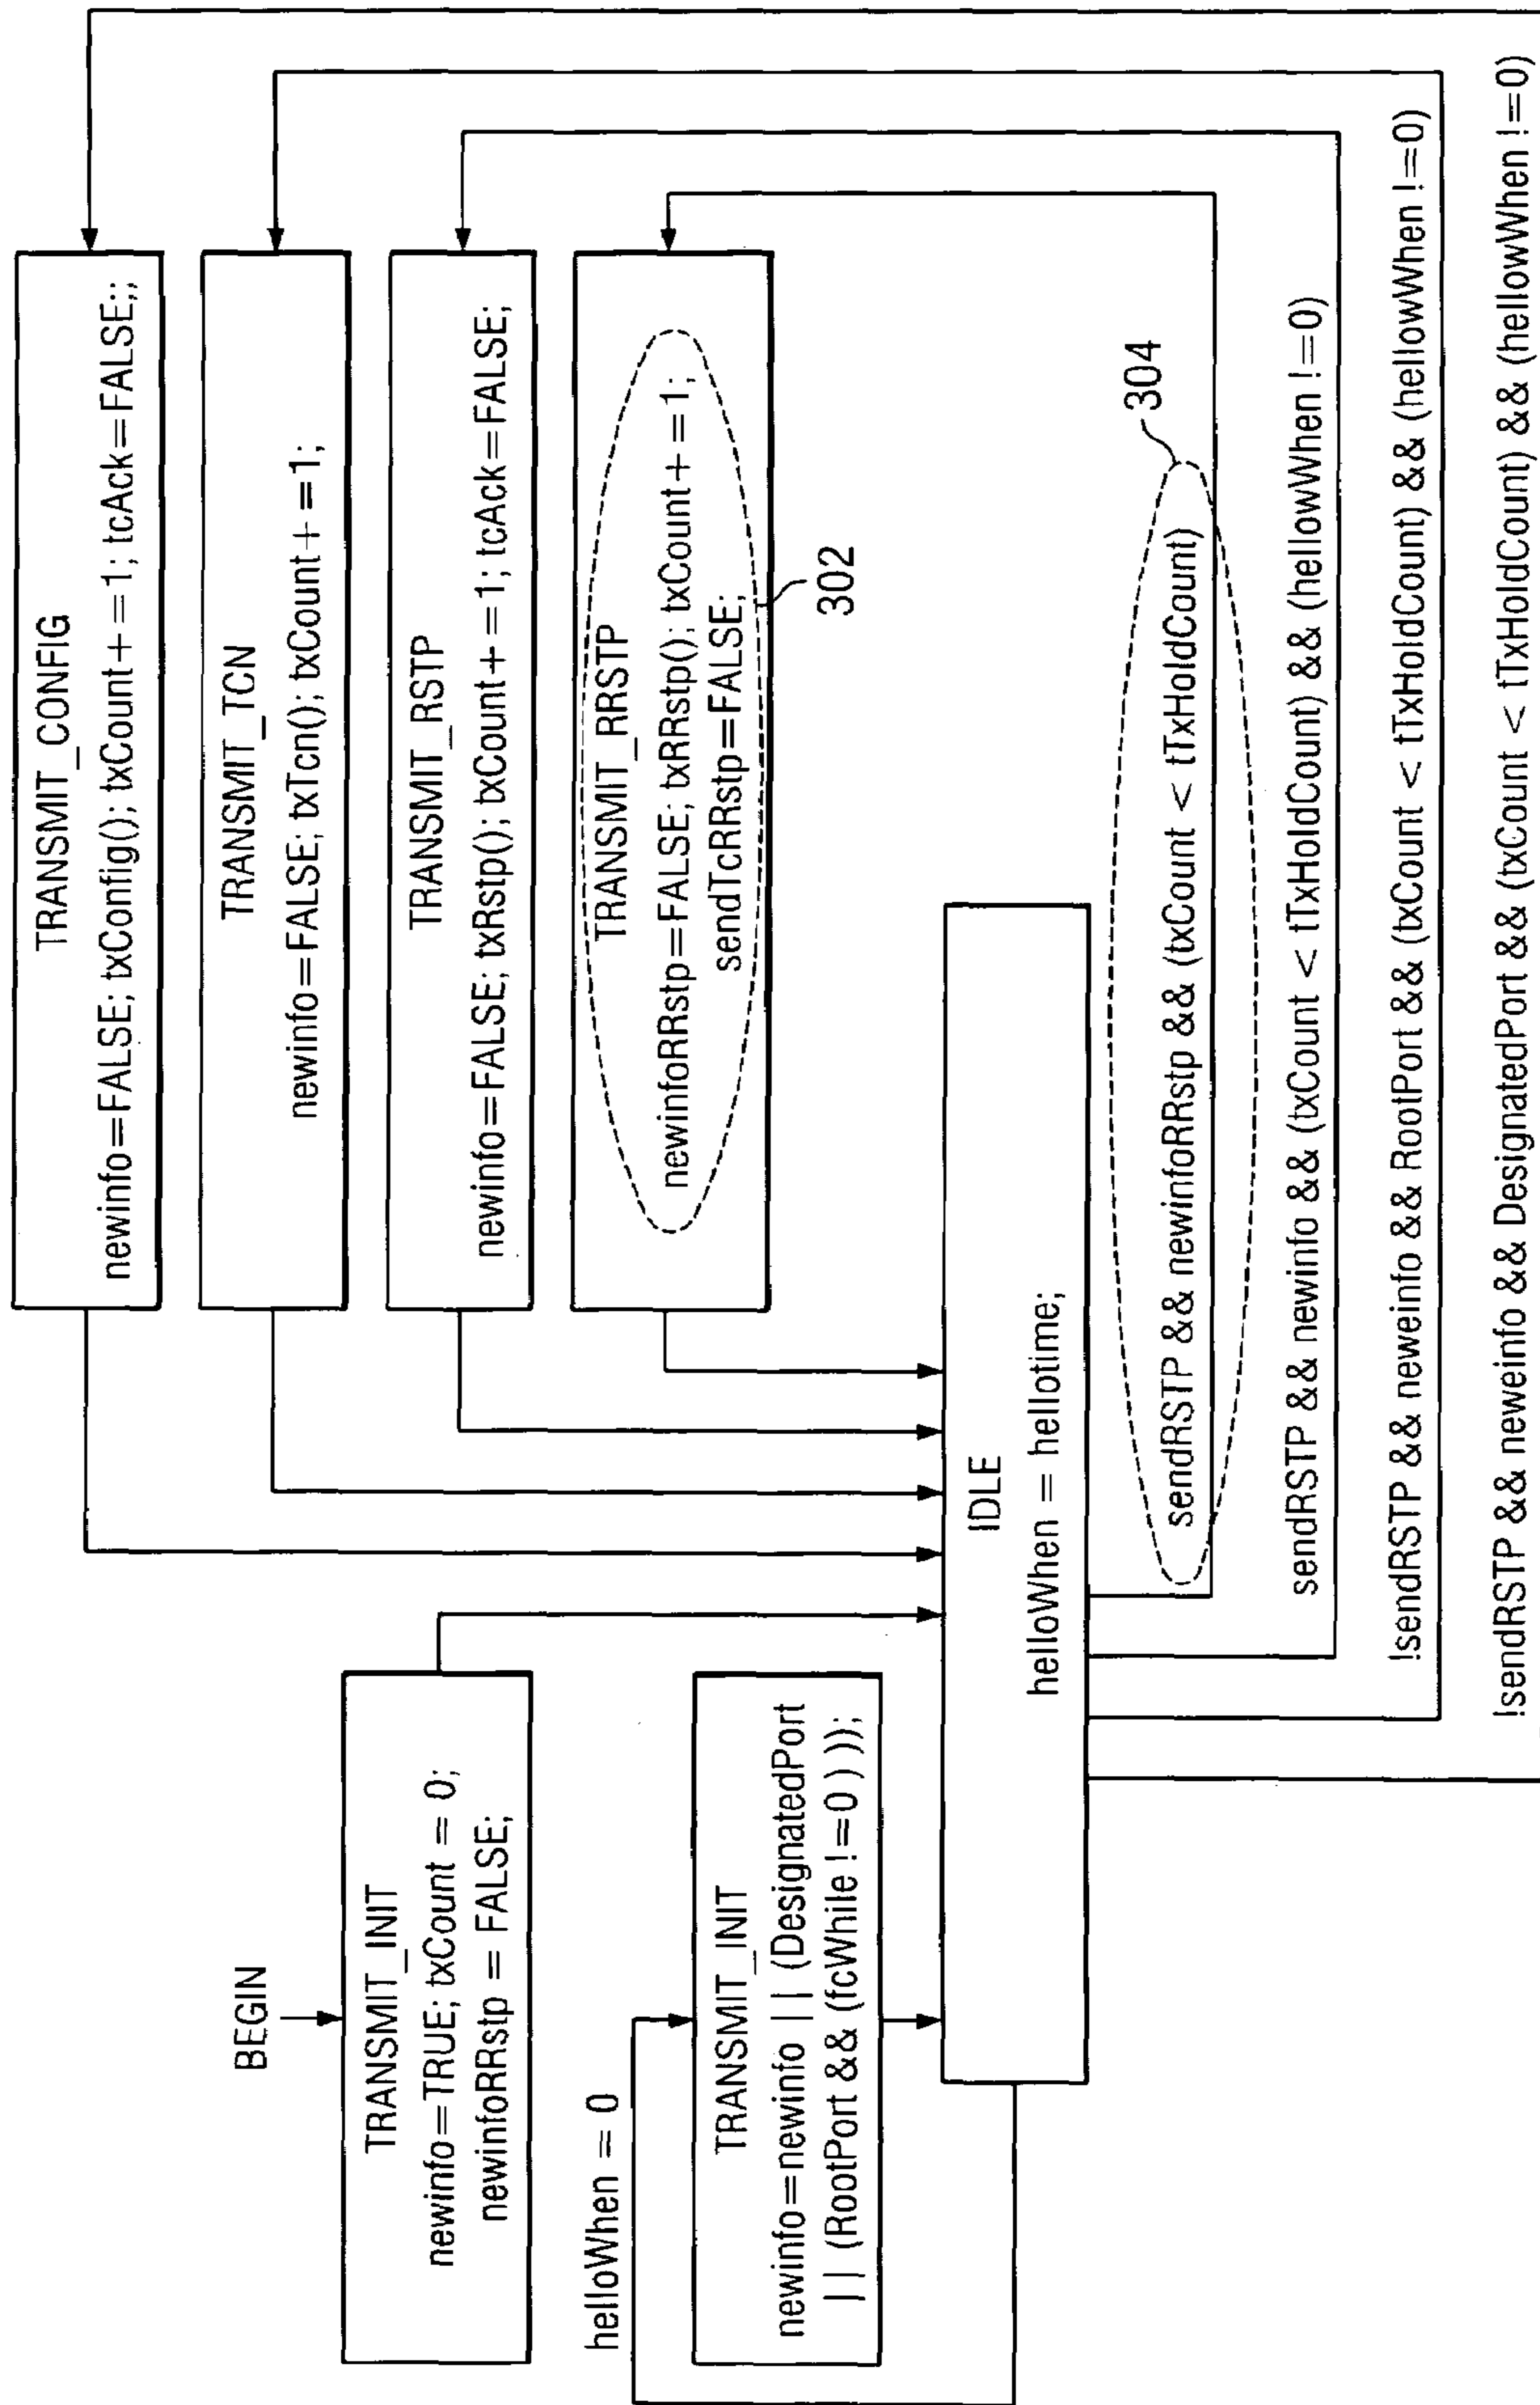 BEGIN
TRANSMIT_INIT
newinfo=TRUE; txCount = 0;
newinfoRRstp = FALSE;
helloWhen = 0
TRANSMIT_INIT
newinfo=newinfo || (DesignatedPort
|| (RootPort && (fcWhile !=0 ) ));
TRANSMIT_CONFIG
newinfo=FALSE; txConfig(); txCount+ =1; tcAck=FALSE;;
TRANSMIT_TCN
newinfo=FALSE; txTcn(); txCount+ =1;
TRANSMIT_RSTP
newinfo=FALSE; txRstp(); txCount+ =1; tcAck=FALSE;
TRANSMIT_RRSTP
newinfoRRstp=FALSE; txRRstp(); txCount+ =1;
sendTcRRstp=FALSE;
302
IDLE
helloWhen = hellotime;
304
sendRSTP && newinfoRRstp && (txCount < tTxHoldCount)
sendRSTP && newinfo && (txCount < tTxHoldCount) && (hellowWhen !=0)
!sendRSTP && neweinfo && RootPort && (txCount < tTxHoldCount) && (hellowWhen !=0)
!sendRSTP && neweinfo && DesignatedPort && (txCount < tTxHoldCount) && (hellowWhen !=0)